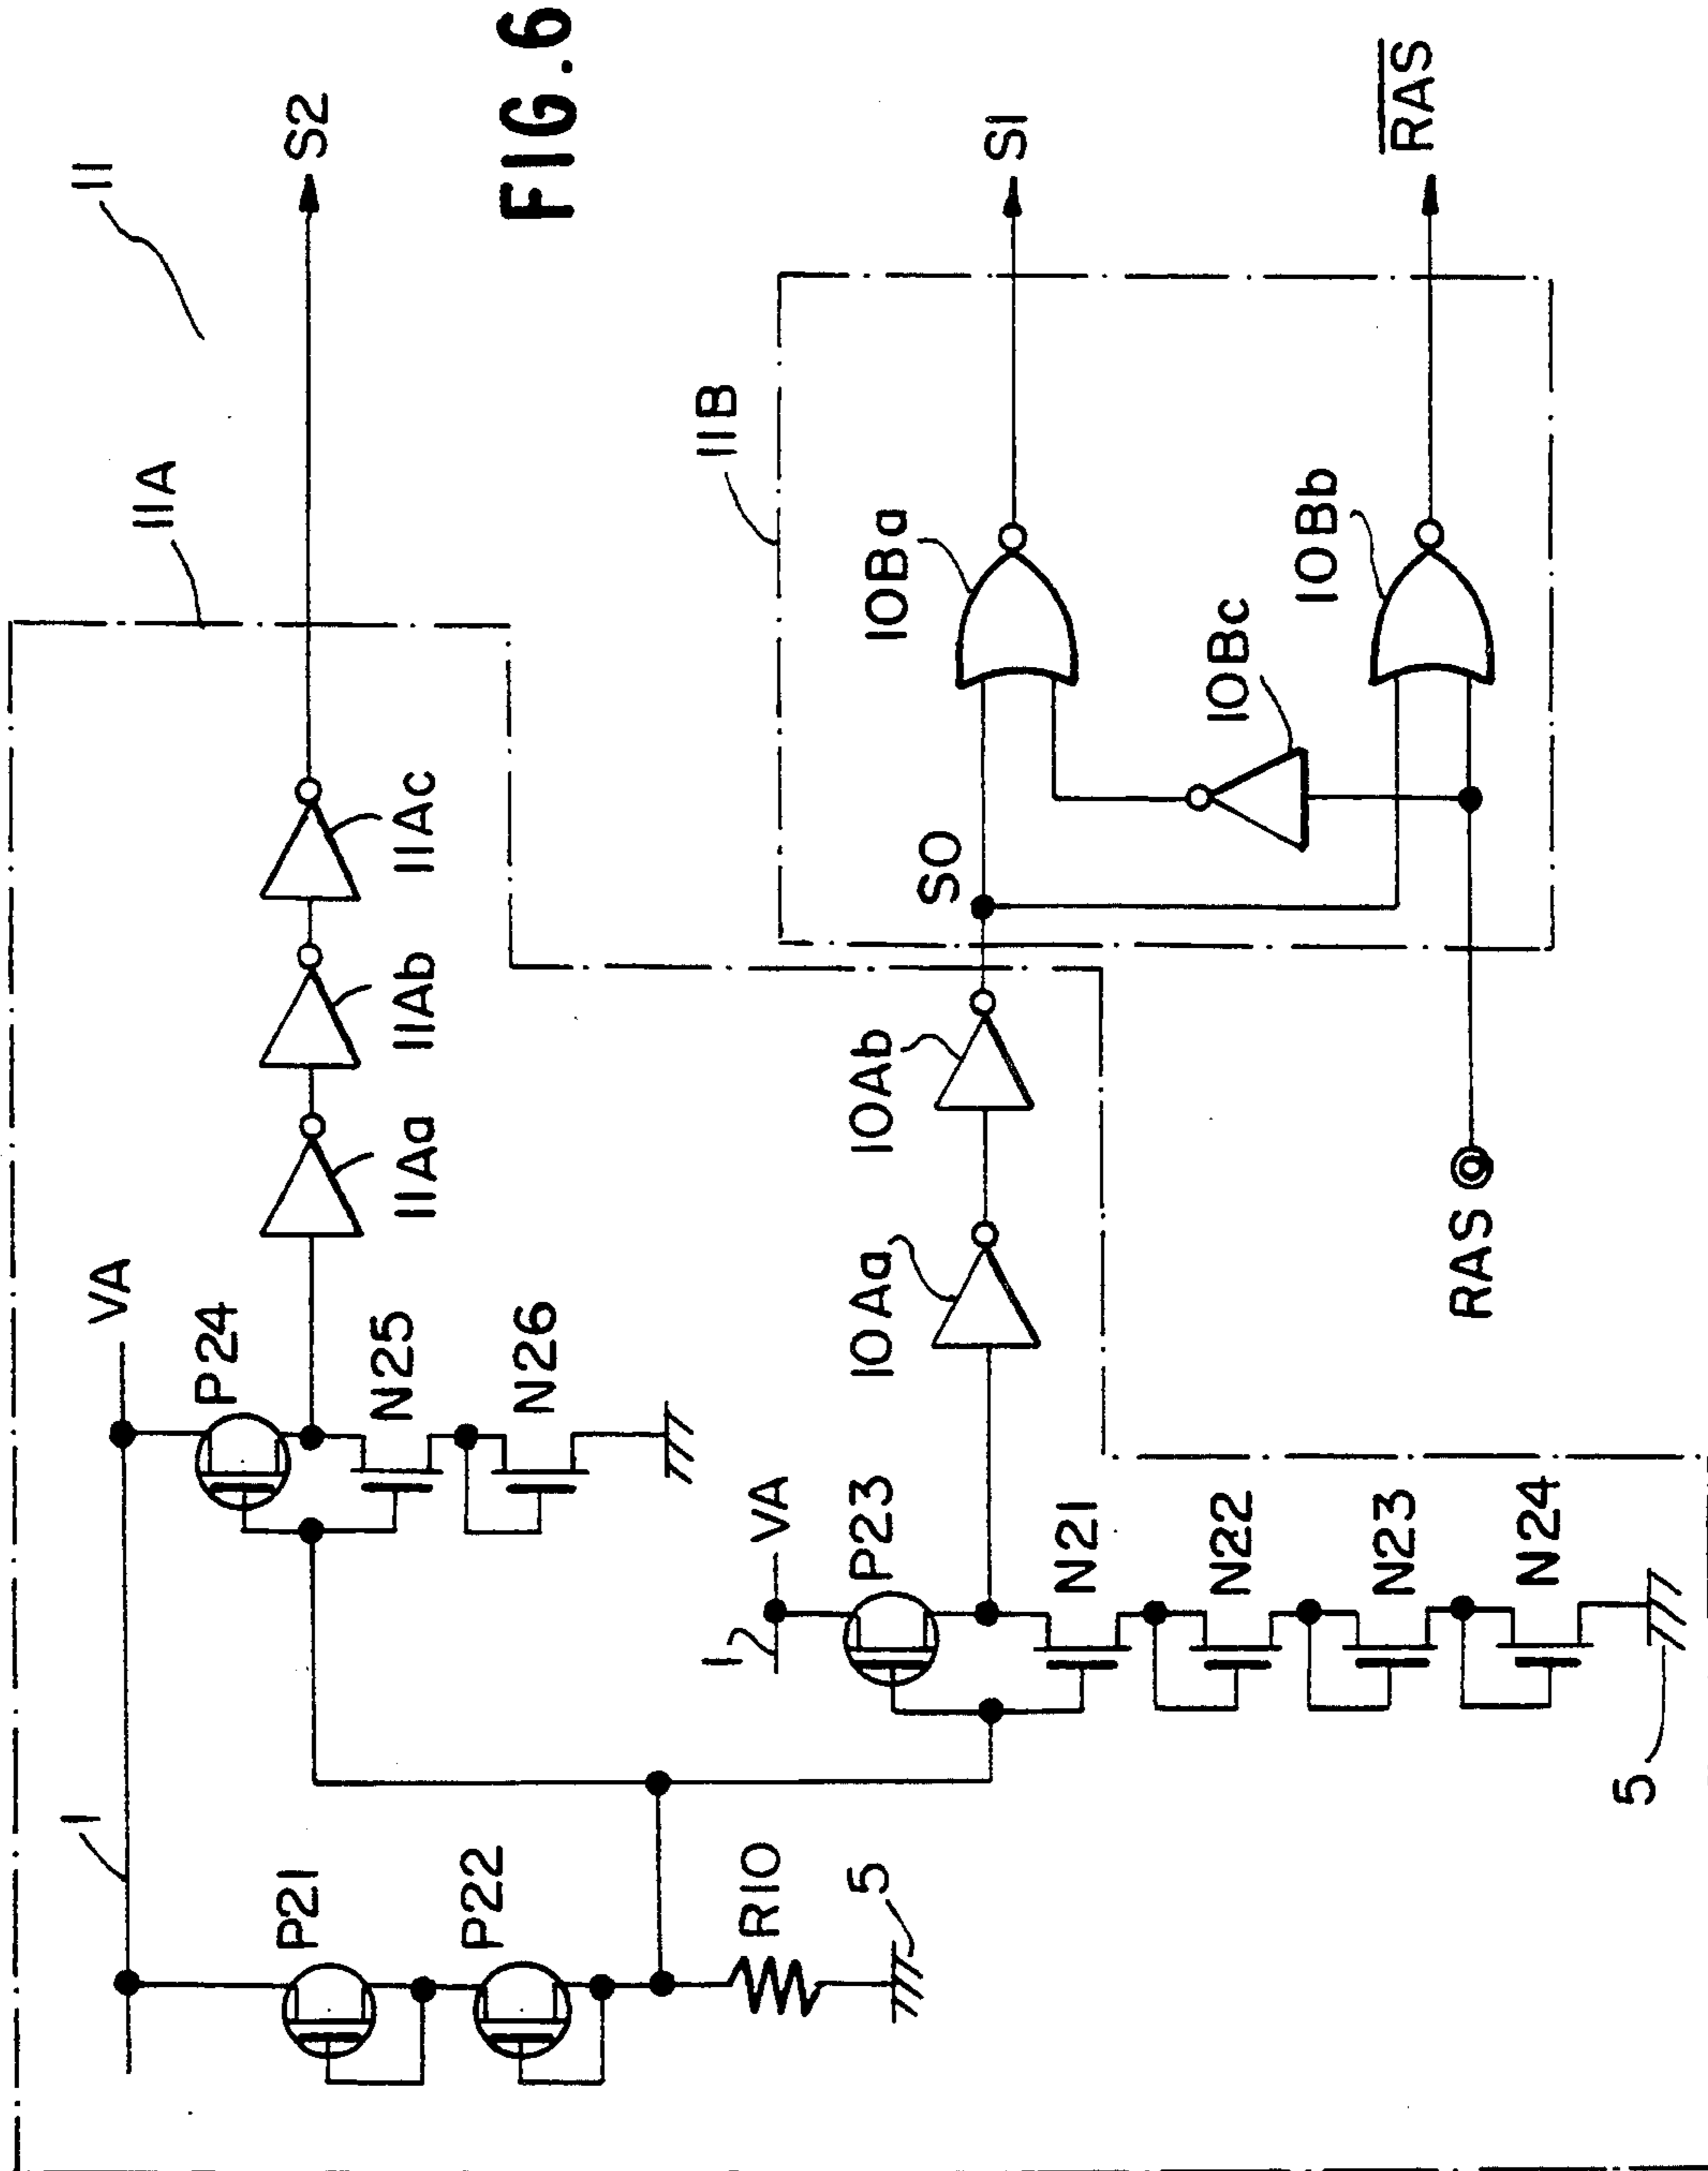 FIG.6
11
S2
11A
11Aa
11Ab
11Ac
VA
P24
N25
N26
1
P21
P22
R10
5
VA
1
P23
N21
N22
N23
N24
5
10Aa
10Ab
S0
11B
10Ba
10Bc
10Bb
S1
RAS
RAS